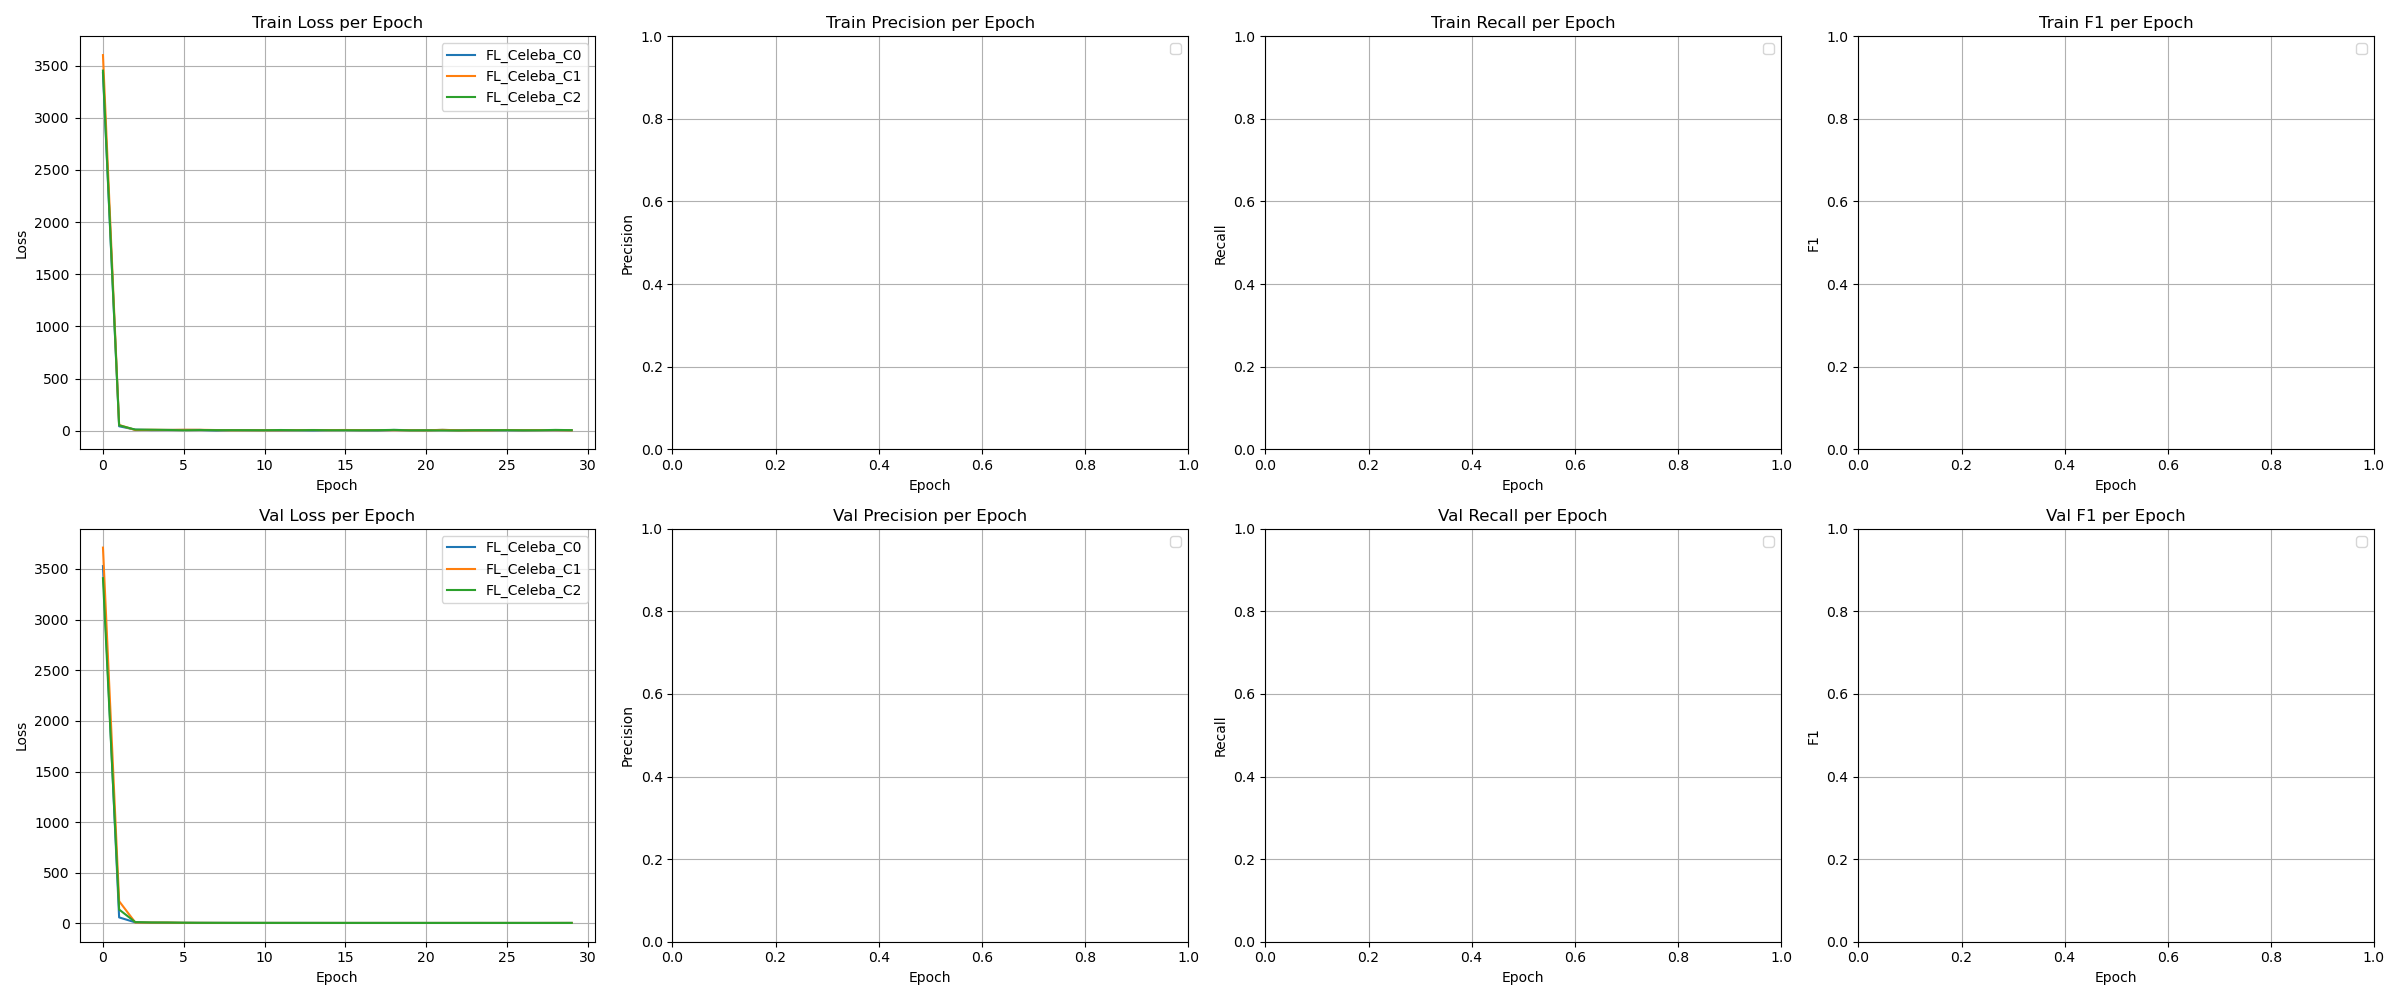 Train Loss per Epoch
Loss
3500
3000
2500
2000
1500
1000
500
0
0 5 10 15 20 25 30
Epoch
FL_Celeba_C0
FL_Celeba_C1
FL_Celeba_C2
Train Precision per Epoch
Precision
1.0
0.8
0.6
0.4
0.2
0.0
0.0 0.2 0.4 0.6 0.8 1.0
Epoch
Train Recall per Epoch
Recall
1.0
0.8
0.6
0.4
0.2
0.0
0.0 0.2 0.4 0.6 0.8 1.0
Epoch
Train F1 per Epoch
F1
1.0
0.8
0.6
0.4
0.2
0.0
0.0 0.2 0.4 0.6 0.8 1.0
Epoch
Val Loss per Epoch
Loss
3500
3000
2500
2000
1500
1000
500
0
0 5 10 15 20 25 30
Epoch
FL_Celeba_C0
FL_Celeba_C1
FL_Celeba_C2
Val Precision per Epoch
Precision
1.0
0.8
0.6
0.4
0.2
0.0
0.0 0.2 0.4 0.6 0.8 1.0
Epoch
Val Recall per Epoch
Recall
1.0
0.8
0.6
0.4
0.2
0.0
0.0 0.2 0.4 0.6 0.8 1.0
Epoch
Val F1 per Epoch
F1
1.0
0.8
0.6
0.4
0.2
0.0
0.0 0.2 0.4 0.6 0.8 1.0
Epoch